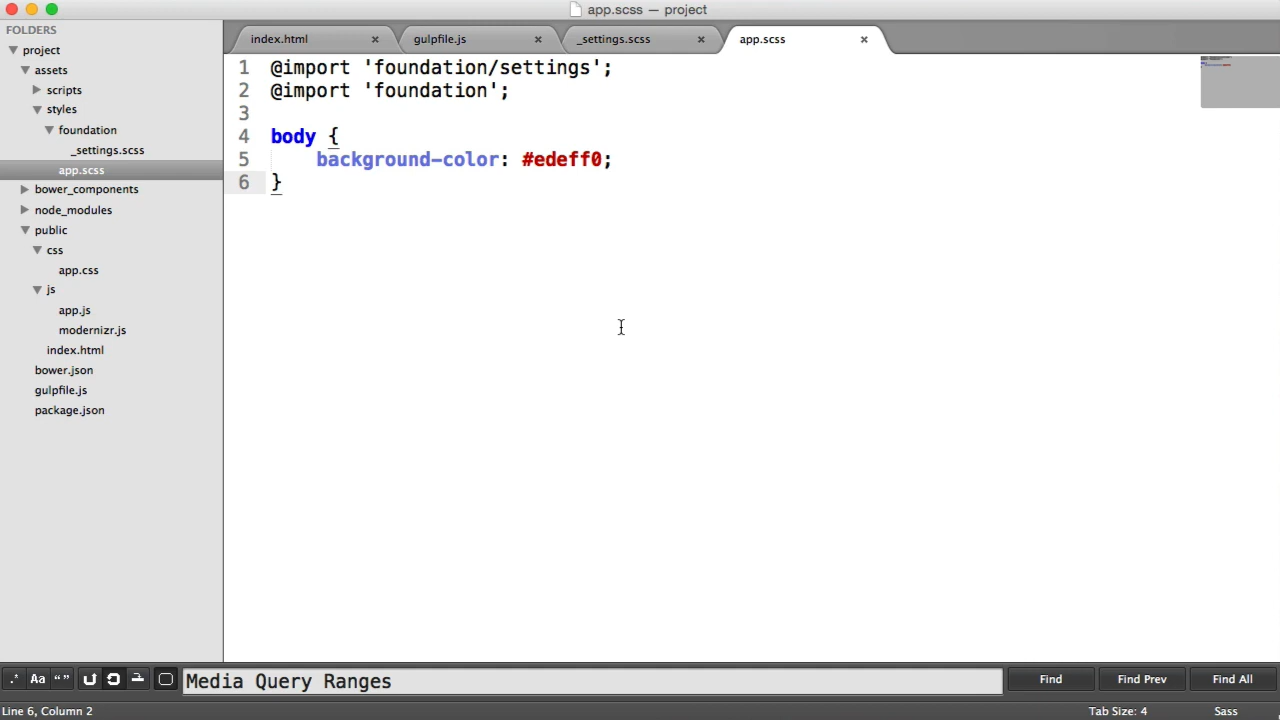 app.scss — project
FOLDERS
project
assets
scripts
styles
foundation
_settings.scss
app.scss
bower_components
node_modules
public
css
app.css
js
app.js
modernizr.js
index.html
bower.json
gulpfile.js
package.json
index.html × gulpfile.js × _settings.scss × app.scss ×
1 @import 'foundation/settings';
2 @import 'foundation';
3
4 body {
5 background-color: #edeff0;
6 }
.* Aa “” Media Query Ranges Find Find Prev Find All
Line 6, Column 2 Tab Size: 4 Sass